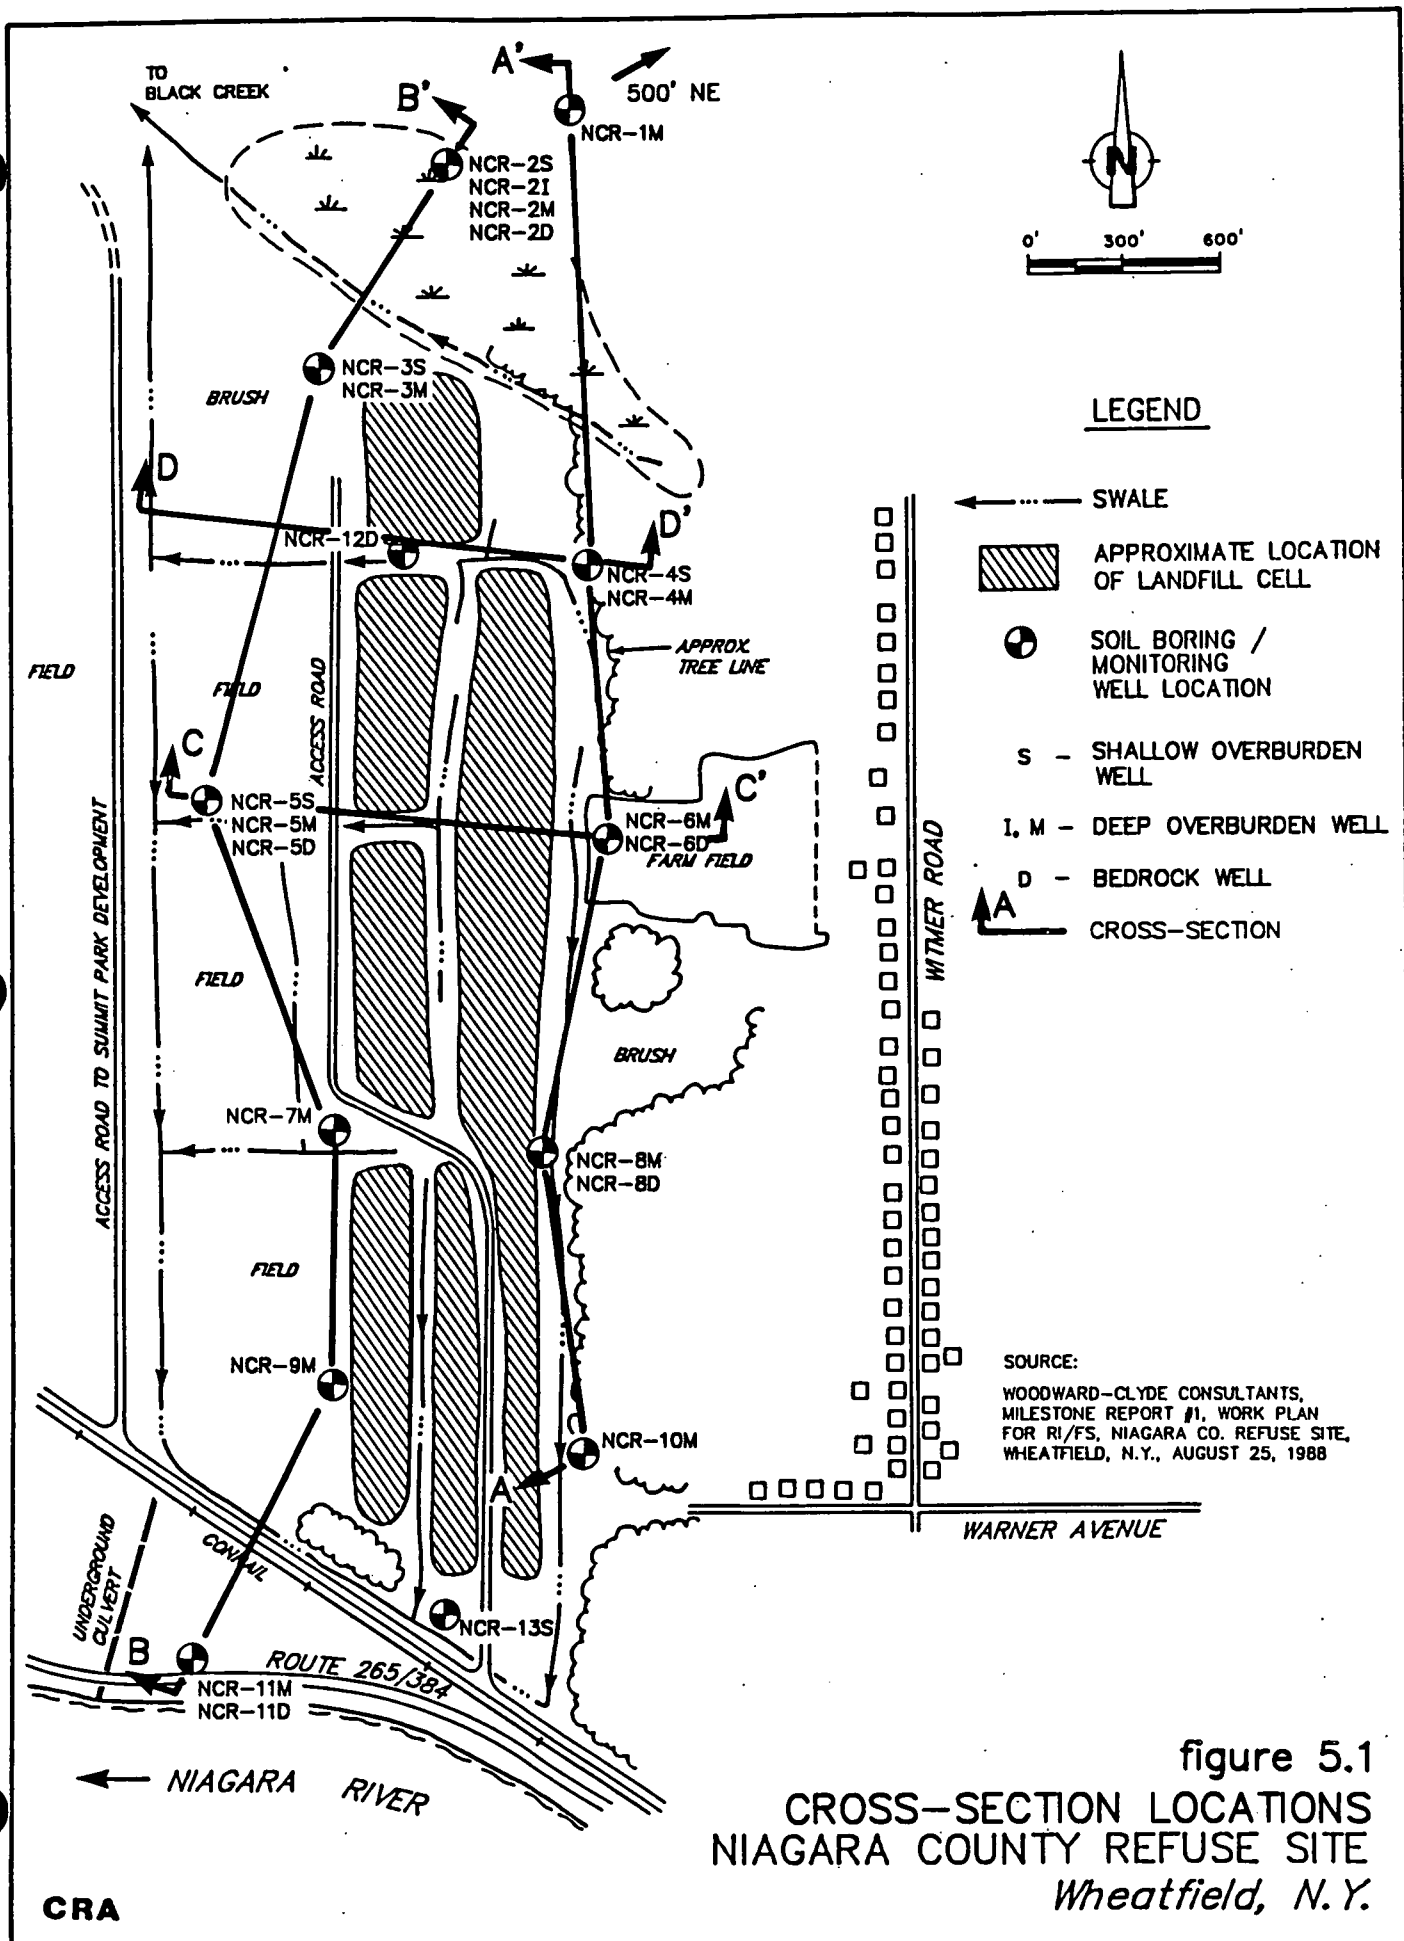 A'
500' NE
NCR-1M
TO
BLACK CREEK
B'
NCR-2S
NCR-2I
NCR-2M
NCR-2D
N
0' 300' 600'
NCR-3S
NCR-3M
BRUSH
LEGEND
SWALE
APPROXIMATE LOCATION
OF LANDFILL CELL
SOIL BORING /
MONITORING
WELL LOCATION
S - SHALLOW OVERBURDEN
WELL
I, M - DEEP OVERBURDEN WELL
D - BEDROCK WELL
A
CROSS-SECTION
D
D'
NCR-12D
NCR-4S
NCR-4M
APPROX.
TREE LINE
FIELD
FIELD
ACCESS ROAD
C
C'
NCR-5S
NCR-5M
NCR-5D
NCR-6M
NCR-6D
FARM FIELD
WITMER ROAD
ACCESS ROAD TO SUMMIT PARK DEVELOPMENT
FIELD
BRUSH
NCR-7M
NCR-8M
NCR-8D
FIELD
NCR-9M
NCR-10M
A
SOURCE:
WOODWARD-CLYDE CONSULTANTS,
MILESTONE REPORT #1, WORK PLAN
FOR RI/FS, NIAGARA CO. REFUSE SITE,
WHEATFIELD, N.Y., AUGUST 25, 1988
WARNER AVENUE
CONRAIL
UNDERGROUND
CULVERT
NCR-13S
B
ROUTE 265/384
NCR-11M
NCR-11D
NIAGARA RIVER
figure 5.1
CROSS-SECTION LOCATIONS
NIAGARA COUNTY REFUSE SITE
Wheatfield, N.Y.
CRA